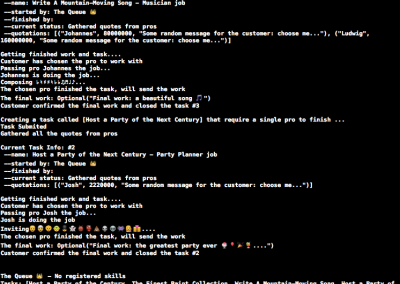 --name: Write A Mountain-Moving Song - Musician job
--started by: The Queue 👑
--finished by:
--current status: Gathered quotes from pros
--quotations: [("Johannes", 80000000, "Some random message for the customer: choose me..."), ("Ludwig",
160000000, "Some random message for the customer: choose me...")]

Getting finished work and task....
Customer has chosen the pro to work with
Passing pro Johannes the job...
Johannes is doing the job...
Composing
The chosen pro finished the task, will send the work
The final work: Optional("Final work: a beautiful song 🎵")
Customer confirmed the final work and closed the task #3

Creating a task called [Host a Party of the Next Century] that require a single pro to finish ...
Task Submited
Gathered all the quotes from pros

Current Task Info: #2
--name: Host a Party of the Next Century - Party Planner job
--started by: The Queue 👑
--finished by:
--quotations: [("Josh", 2220000, "Some random message for the customer: choose me...")]

Getting finished work and task....
Customer has chosen the pro to work with
Passing pro Josh the job...
Josh is doing the job
Inviting
The chosen pro finished the task, will send the work
The final work: Optional("Final work: the greatest party ever
Customer confirmed the final work and closed the task #2

The Queue 👑 - No registered skills
Tasks: [Host a Party of the Century, The Finest Paint Collection, Write A Mountain-Moving Song, Host a Party of